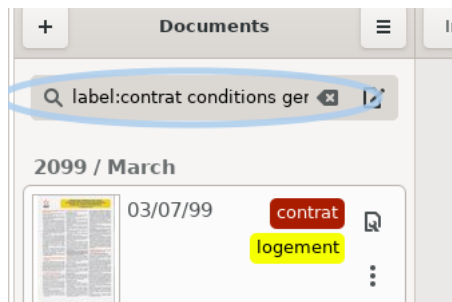 Documents
label:contrat conditions ger
2099 / March
03/07/99
contrat
logement